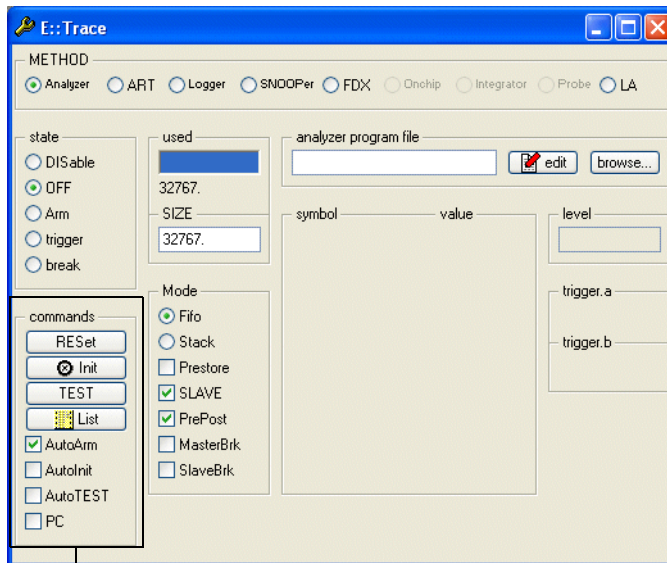 E::Trace
METHOD
Analyzer ART Logger SNOOPer FDX Onchip Integrator Probe LA
state
DISable
OFF
Arm
trigger
break
used
32767.
SIZE
32767.
analyzer program file
edit browse...
symbol value
level
commands
RESet
Init
TEST
List
AutoArm
AutoInit
AutoTEST
PC
Mode
Fifo
Stack
Prestore
SLAVE
PrePost
MasterBrk
SlaveBrk
trigger.a
trigger.b